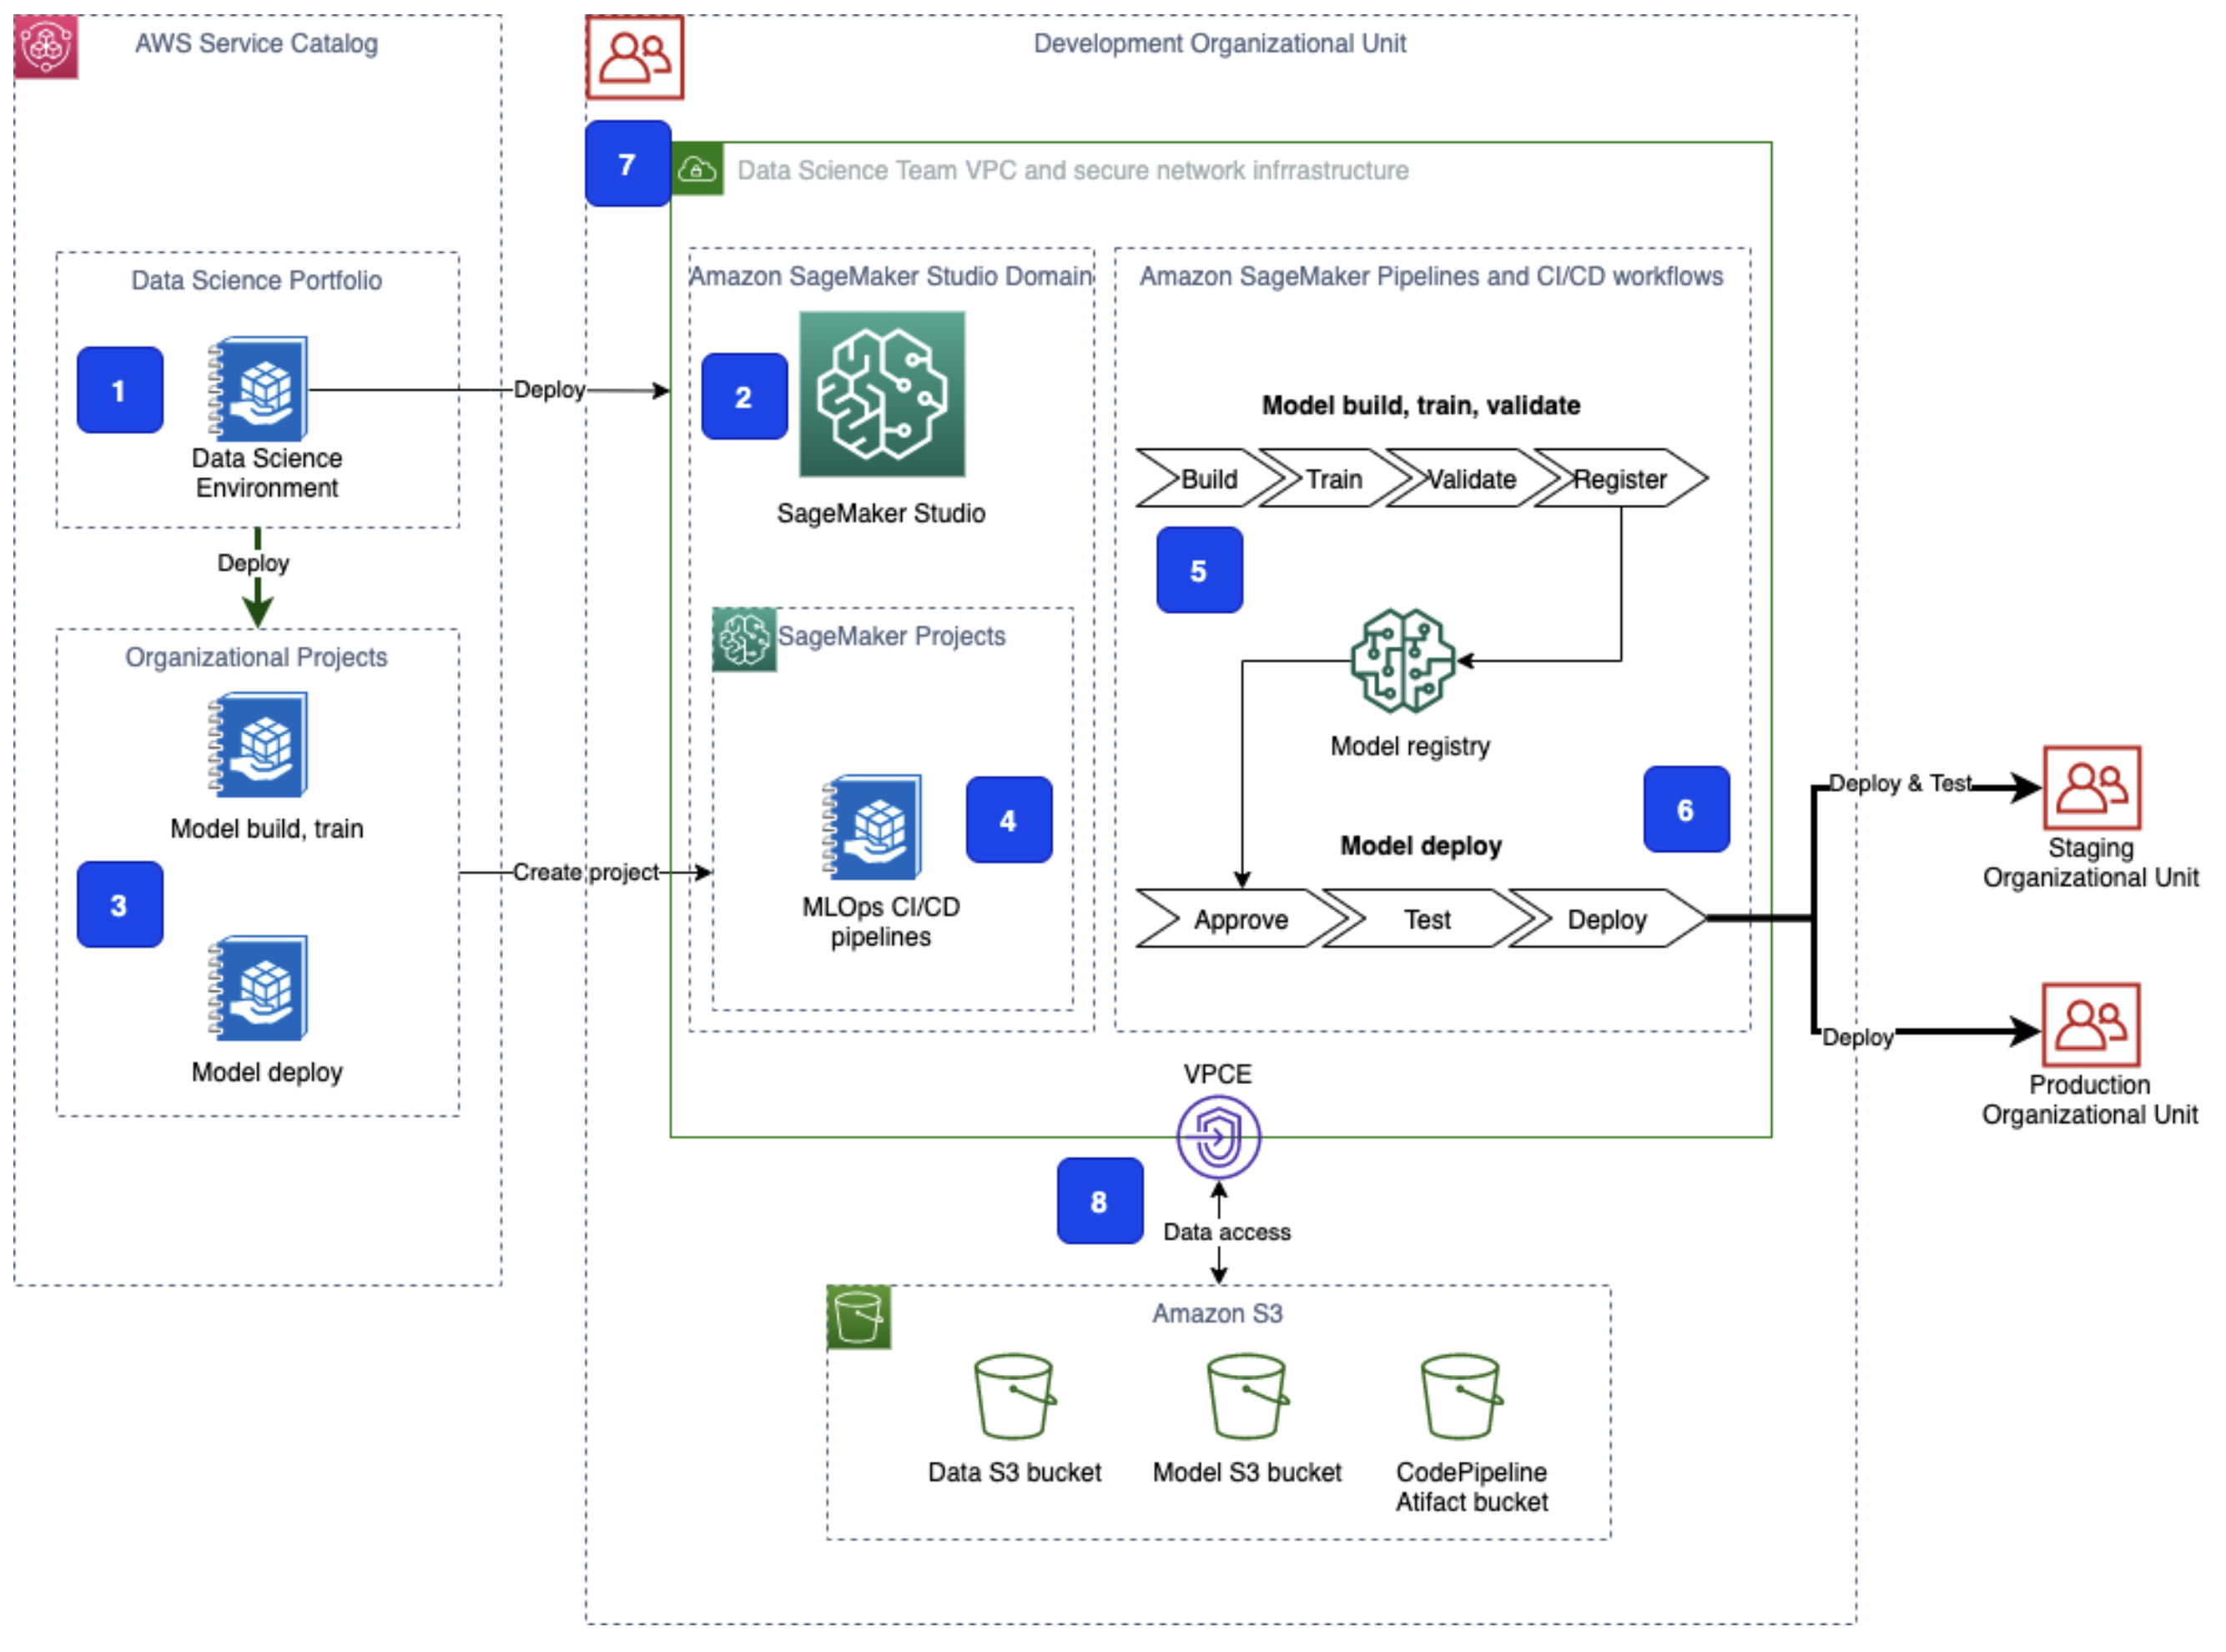 AWS Service Catalog
Data Science Portfolio
1
Data Science
Environment
Deploy
Deploy
Organizational Projects
Model build, train
3
Model deploy
Create project
Development Organizational Unit
7
Data Science Team VPC and secure network infrrastructure
Amazon SageMaker Studio Domain
2
SageMaker Studio
SageMaker Projects
4
MLOps CI/CD
pipelines
Amazon SageMaker Pipelines and CI/CD workflows
Model build, train, validate
Build
Train
Validate
Register
5
Model registry
6
Model deploy
Approve
Test
Deploy
Deploy & Test
Staging
Organizational Unit
Deploy
Production
Organizational Unit
VPCE
8
Data access
Amazon S3
Data S3 bucket
Model S3 bucket
CodePipeline
Atifact bucket